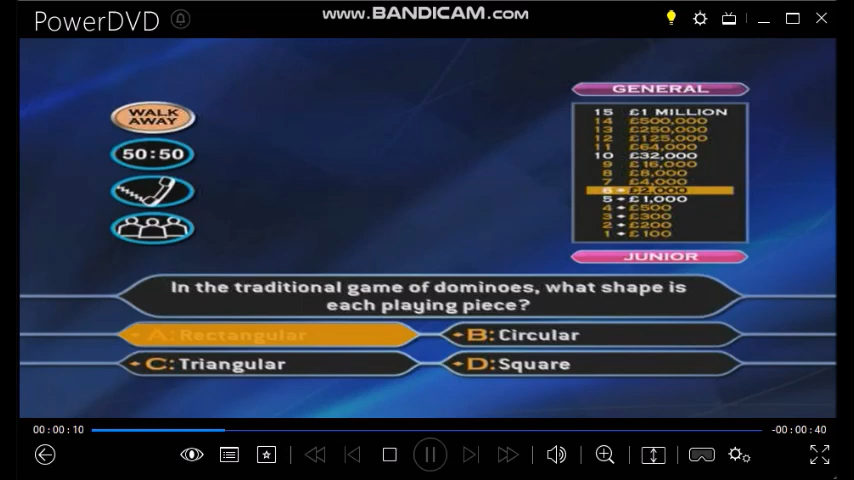 PowerDVD
www.BANDICAM.com
WALK
AWAY
50:50
GENERAL
15 £1 MILLION
14 £500,000
13 £250,000
12 £125,000
11 £64,000
10 £32,000
9 £16,000
8 £8,000
7 £4,000
6 £2,000
5 £1,000
4 £500
3 £300
2 £200
1 £100
JUNIOR
In the traditional game of dominoes, what shape is
each playing piece?
A: Rectangular
B: Circular
C: Triangular
D: Square
00:00:10
-00:00:40